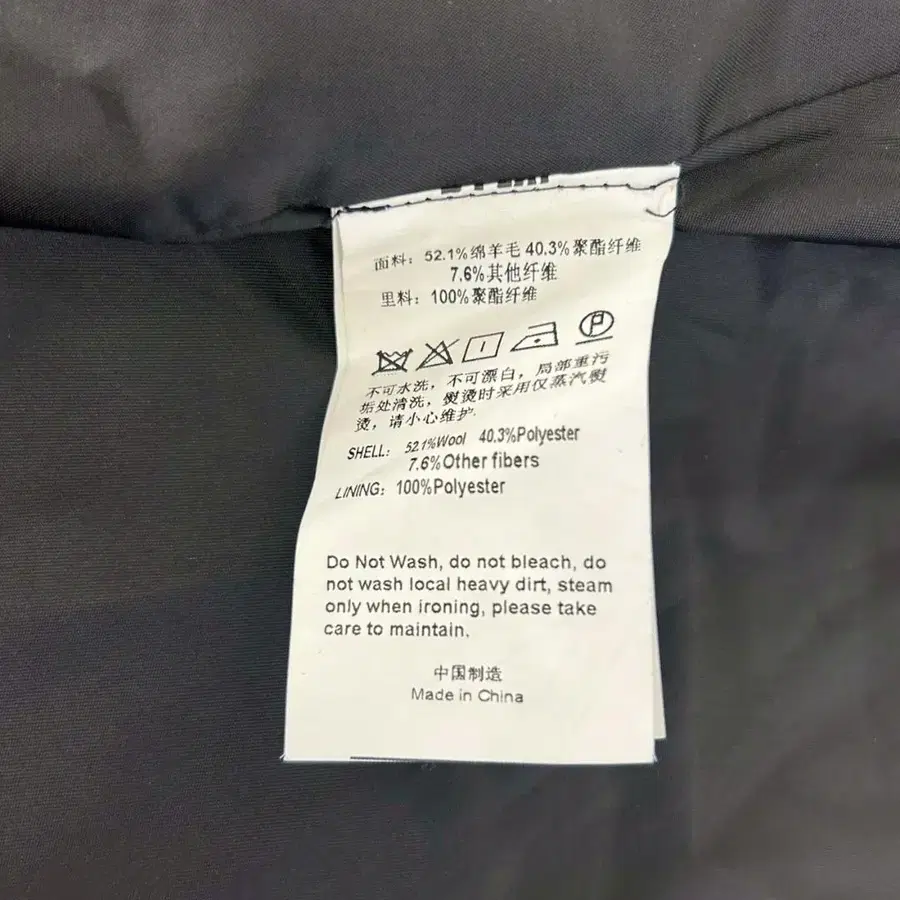 面料：52.1%绵羊毛 40.3%聚酯纤维
7.6%其他纤维
里料：100%聚酯纤维
P
不可水洗，不可漂白，局部重污
垢处清洗，熨烫时采用仅蒸汽熨
烫，请小心维护.
SHELL: 52.1%Wool 40.3%Polyester
7.6%Other fibers
LINING: 100%Polyester
Do Not Wash, do not bleach, do
not wash local heavy dirt, steam
only when ironing, please take
care to maintain.
中国制造
Made in China